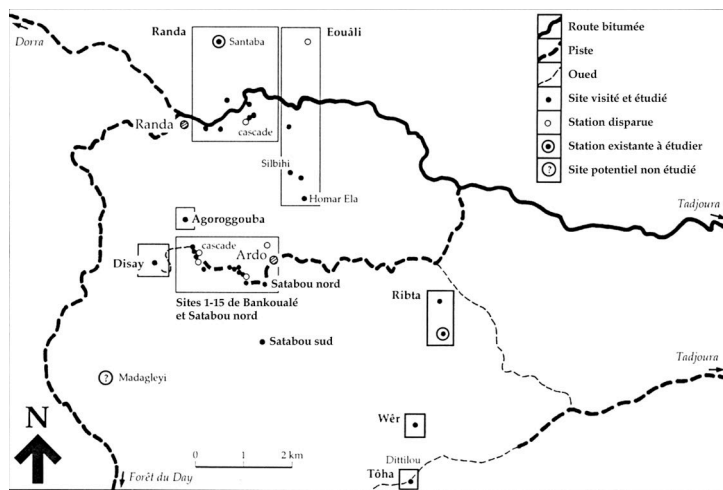 Dorra
Randa
Santaba
Eouâli
Route bitumée
Piste
Oued
Site visité et étudié
Station disparue
Station existante à étudier
Site potentiel non étudié
?
Randa
cascade
Silbihi
Homar Ela
Tadjoura
Agoroggouba
cascade
Ardo
Disay
Satabou nord
Sites 1-15 de Bankoualé
et Satabou nord
Ribta
Satabou sud
Tadjoura
?
Madagleyi
N
Wêr
0 1 2 km
Dittilou
Tôha
Forêt du Day